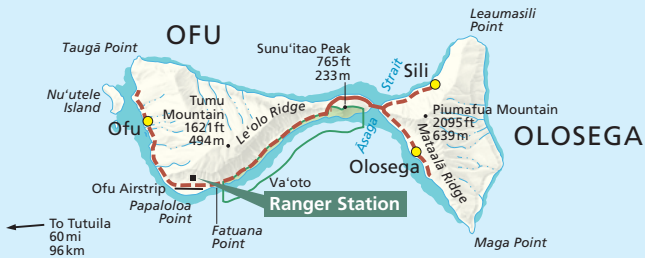 OFU
Leaumasili
Point
Taugā Point
Sunu‘itao Peak
765 ft
233 m
Strait
Sili
Nu‘utele
Island
Tumu
Mountain
1621 ft
494 m
Le‘olo Ridge
Piumafua Mountain
2095 ft
639 m
Ofu
Āsaga
OLOSEGA
Mataalā Ridge
Olosega
Ofu Airstrip
Va‘oto
Papaloloa
Point
Ranger Station
To Tutuila
60 mi
96 km
Fatuana
Point
Maga Point